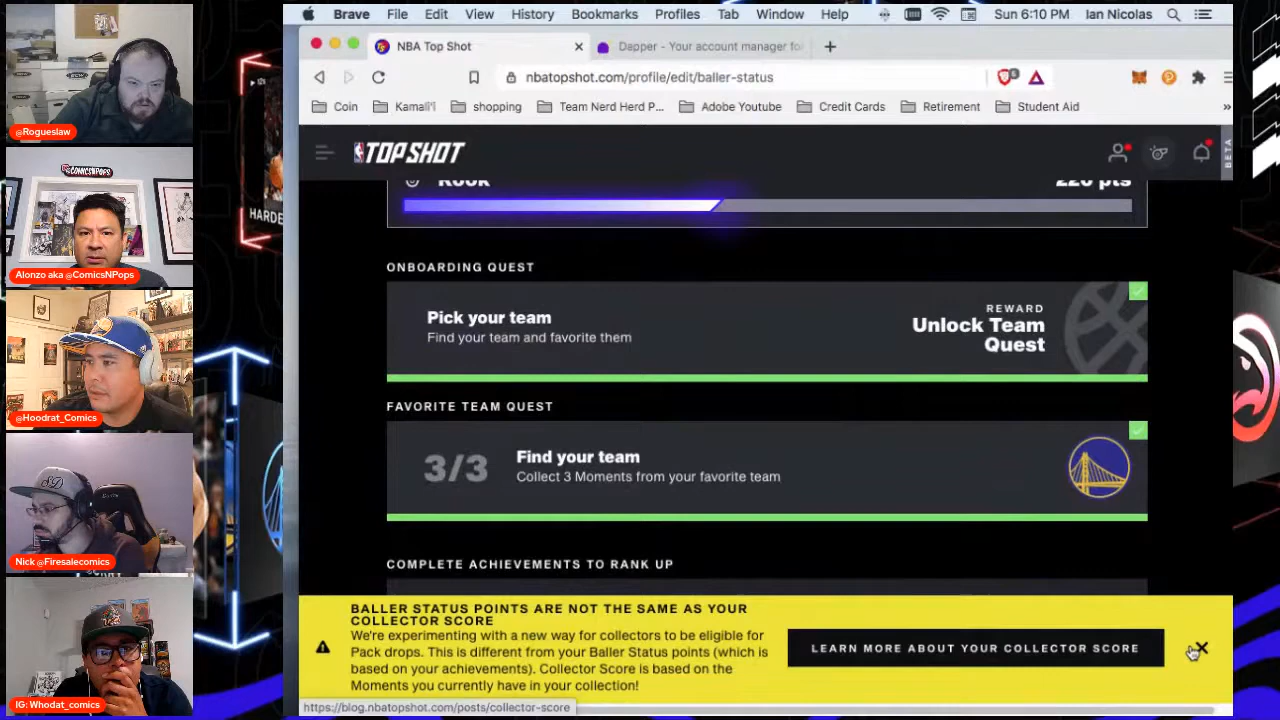 @Rogueslaw
Alonzo aka @ComicsNPops
@Hoodrat_Comics
Nick @Firesalecomics
IG: Whodat_comics
COMICSNPOPS
HARDE
Brave File Edit View History Bookmarks Profiles Tab Window Help Sun 6:10 PM Ian Nicolas
NBA Top Shot
Dapper - Your account manager fo
nbatopshot.com/profile/edit/baller-status
Coin Kamali'i shopping Team Nerd Herd P... Adobe Youtube Credit Cards Retirement Student Aid »
TOP SHOT
BETA
Rook 220 pts
ONBOARDING QUEST
Pick your team
Find your team and favorite them
REWARD
Unlock Team
Quest
FAVORITE TEAM QUEST
3/3
Find your team
Collect 3 Moments from your favorite team
COMPLETE ACHIEVEMENTS TO RANK UP
BALLER STATUS POINTS ARE NOT THE SAME AS YOUR
COLLECTOR SCORE
We're experimenting with a new way for collectors to be eligible for
Pack drops. This is different from your Baller Status points (which is
based on your achievements). Collector Score is based on the
Moments you currently have in your collection!
LEARN MORE ABOUT YOUR COLLECTOR SCORE
https://blog.nbatopshot.com/posts/collector-score